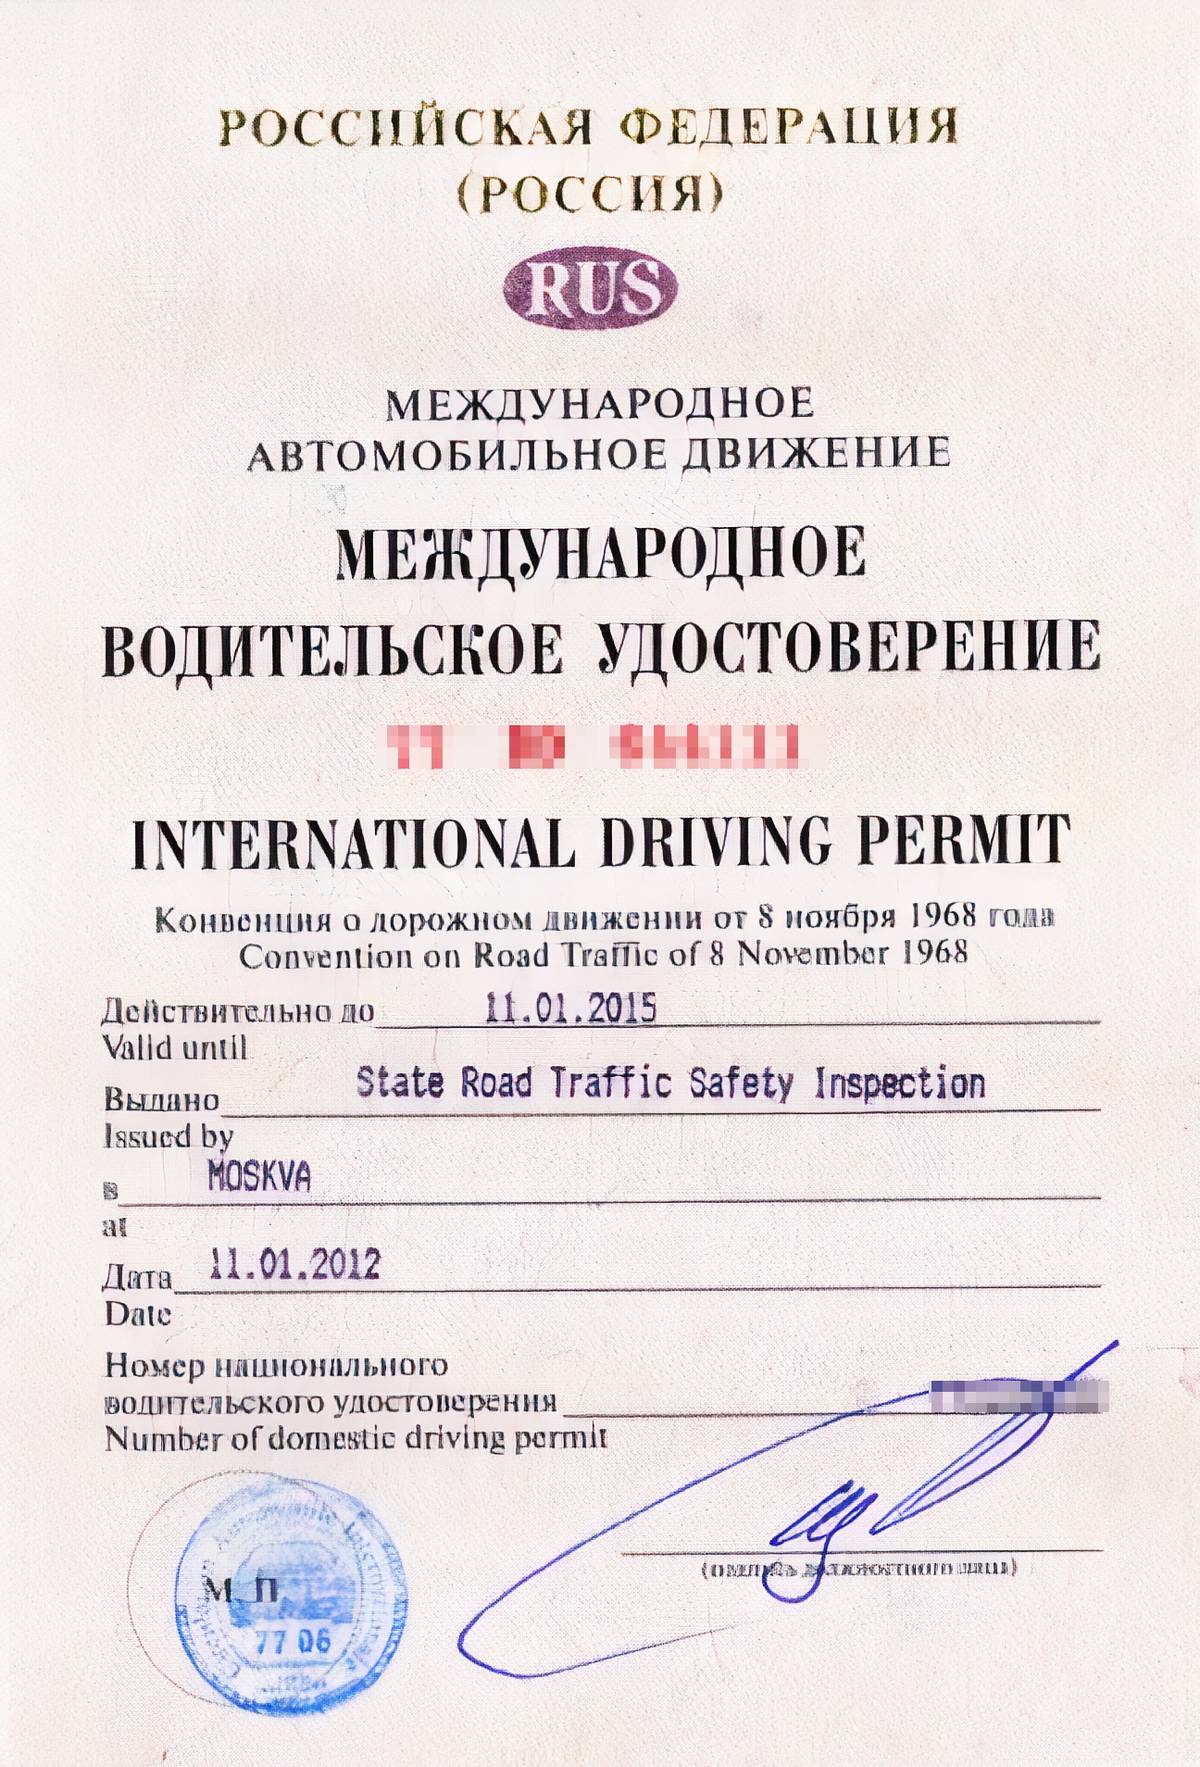 РОССИЙСКАЯ ФЕДЕРАЦИЯ
(РОССИЯ)
RUS
МЕЖДУНАРОДНОЕ
АВТОМОБИЛЬНОЕ ДВИЖЕНИЕ
МЕЖДУНАРОДНОЕ
ВОДИТЕЛЬСКОЕ УДОСТОВЕРЕНИЕ
INTERNATIONAL DRIVING PERMIT
Конвенция о дорожном движении от 8 ноября 1968 года
Convention on Road Traffic of 8 November 1968
Действительно до 11.01.2015
Valid until
Выдано State Road Traffic Safety Inspection
Issued by
в MOSKVA
at
Дата 11.01.2012
Date
Номер национального
водительского удостоверения
Number of domestic driving permit
(подпись должностного лица)
М П
77 06